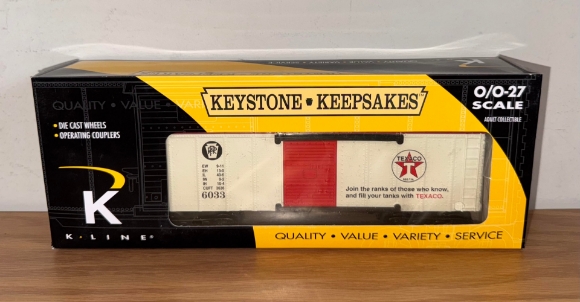 QUALITY • VALUE • VAR
KEYSTONE • KEEPSAKES
O/O-27
SCALE
ADULT COLLECTIBLE
• DIE CAST WHEELS
• OPERATING COUPLERS
K
K·LINE®
6033
TEXACO
T
Join the ranks of those who know,
and fill your tanks with TEXACO.
QUALITY • VALUE • VARIETY • SERVICE